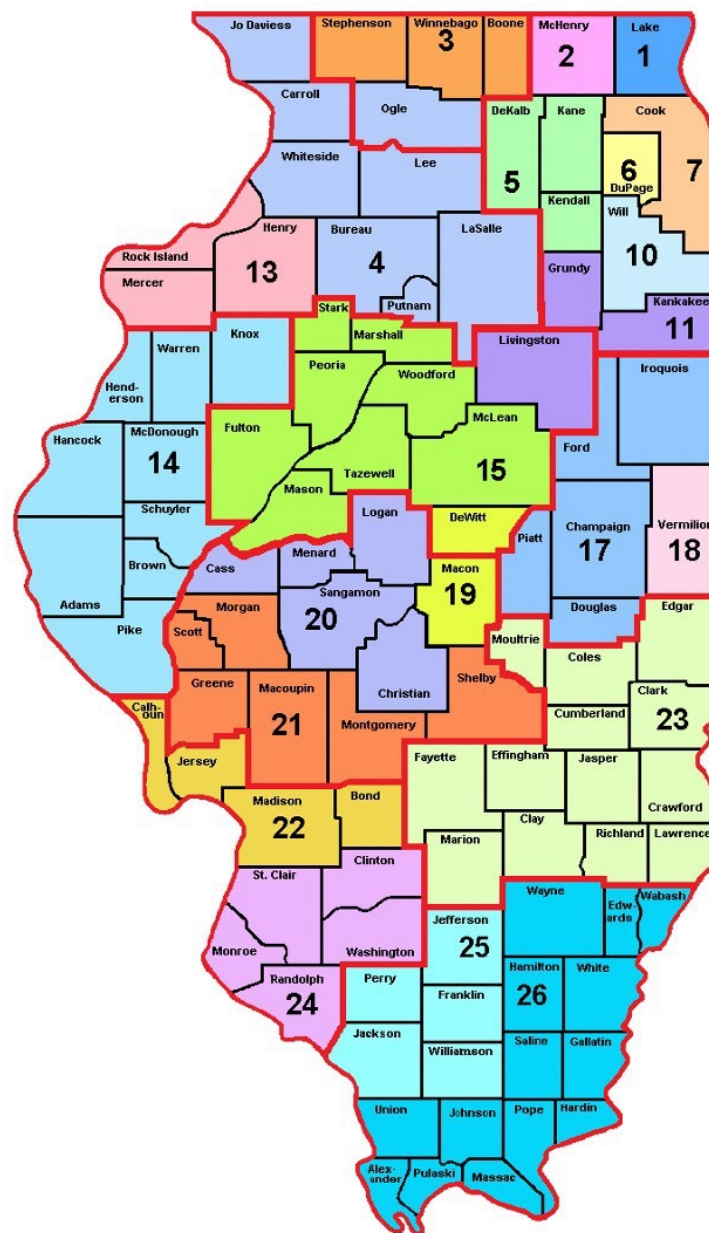 Jo Daviess
Stephenson
Winnebago
Boone
McHenry
Lake
3
2
1
Carroll
Ogle
DeKalb
Kane
Cook
Whiteside
Lee
5
6
7
DuPage
Kendall
Will
Henry
Bureau
LaSalle
Rock Island
13
4
10
Grundy
Mercer
Putnam
Kankakee
11
Stark
Marshall
Knox
Warren
Livingston
Peoria
Woodford
Iroquois
Hend-
erson
McLean
Hancock
McDonough
Fulton
Ford
14
Tazewell
15
Mason
Schuyler
Logan
DeWitt
Champaign
Vermilion
Piatt
Menard
17
18
Brown
Cass
Macon
Sangamon
19
Adams
Morgan
20
Douglas
Edgar
Pike
Scott
Moultrie
Coles
Greene
Macoupin
Christian
Shelby
Clark
Calh-
oun
21
Montgomery
Cumberland
23
Jersey
Fayette
Effingham
Jasper
Madison
Bond
Crawford
22
Clay
Marion
Richland
Lawrence
Clinton
St. Clair
Wayne
Wabash
Edw-
ards
Jefferson
25
Monroe
Washington
Randolph
Hamilton
White
24
Perry
Franklin
26
Jackson
Saline
Gallatin
Williamson
Union
Johnson
Pope
Hardin
Alex-
ander
Pulaski
Massac